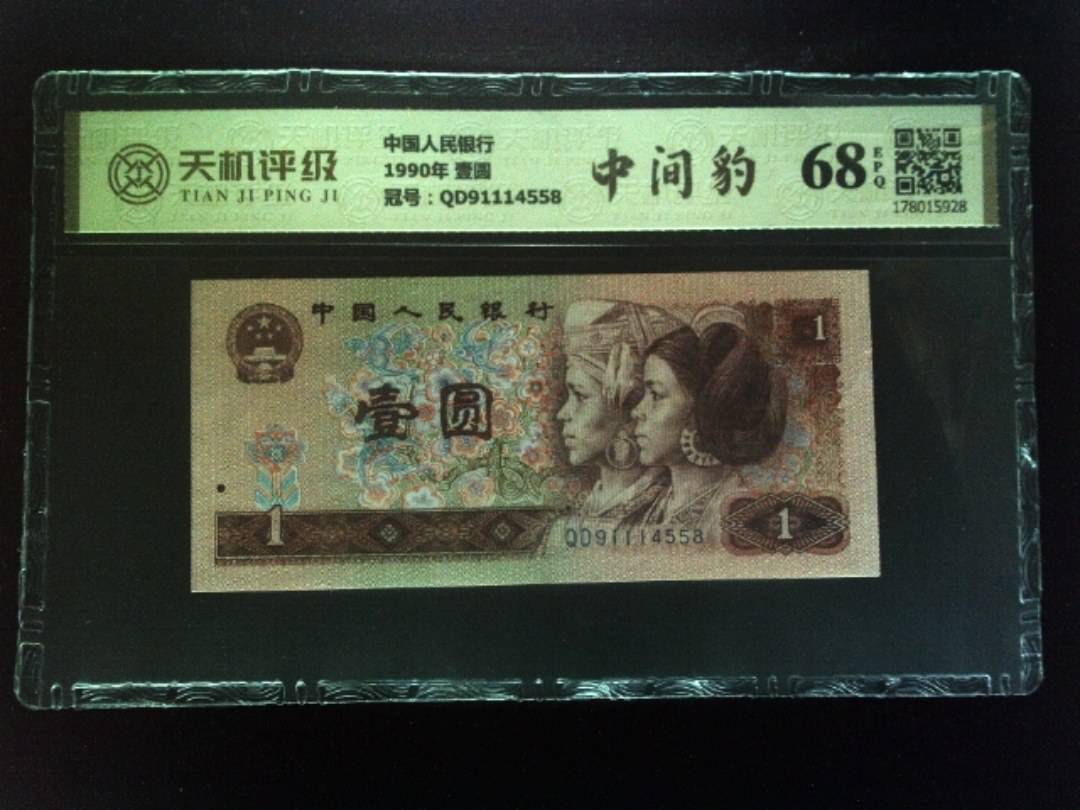 天机评级
TIAN JI PING JI
中国人民银行
1990年 壹圆
冠号：QD91114558
中间豹
68
EPQ
178015928
中国人民银行
1
壹圆
1
QD91114558
1